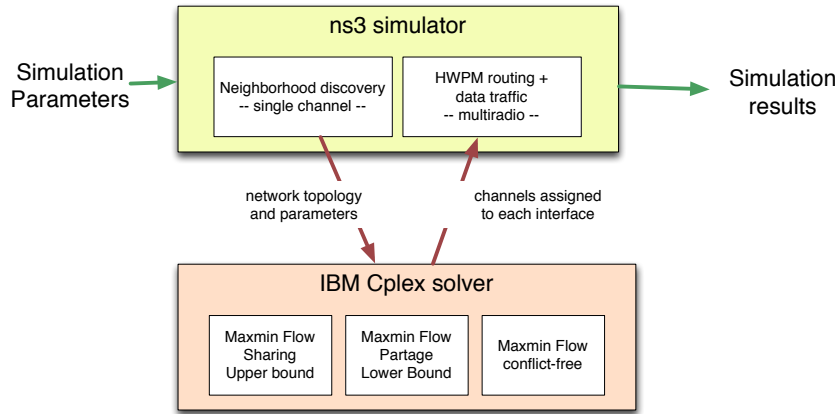 ns3 simulator
Simulation
Parameters
Neighborhood discovery
-- single channel --
HWPM routing +
data traffic
-- multiradio --
Simulation
results
network topology
and parameters
channels assigned
to each interface
IBM Cplex solver
Maxmin Flow
Sharing
Upper bound
Maxmin Flow
Partage
Lower Bound
Maxmin Flow
conflict-free